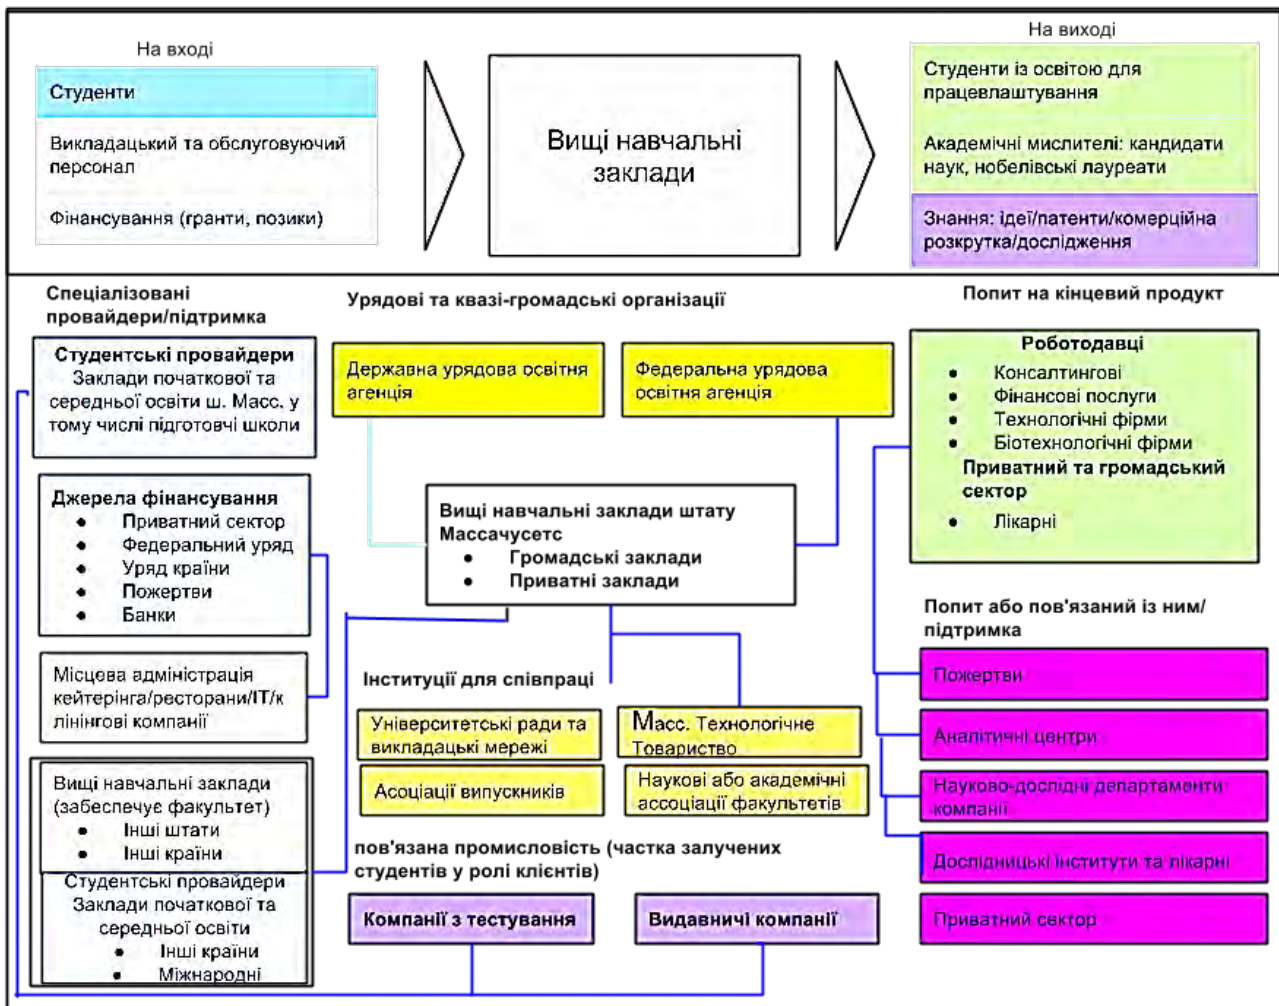 На вході
Студенти
Викладацький та обслуговуючий
персонал
Фінансування (гранти, позики)
Вищі навчальні
заклади
На виході
Студенти із освітою для
працевлаштування
Академічні мислителі: кандидати
наук, нобелівські лауреати
Знання: ідеї/патенти/комерційна
розкрутка/дослідження
Спеціалізовані
провайдери/підтримка
Студентські провайдери
Заклади початкової та
середньої освіти ш. Масс. у
тому числі підготовчі школи
Джерела фінансування
● Приватний сектор
● Федеральний уряд
● Уряд країни
● Пожертви
● Банки
Місцева адміністрація
кейтерінга/ресторани/ІТ/к
лінінгові компанії
Вищі навчальні заклади
(забеспечує факультет)
● Інші штати
● Інші країни
Студентські провайдери
Заклади початкової та
середньої освіти
● Інші країни
● Міжнародні
Урядові та квазі-громадські організації
Державна урядова освітня
агенція
Федеральна урядова
освітня агенція
Вищі навчальні заклади штату
Массачусетс
● Громадські заклади
● Приватні заклади
Інституції для співпраці
Університетські ради та
викладацькі мережі
Масс. Технологічне
Товариство
Асоціації випускників
Наукові або академічні
ассоціації факультетів
пов'язана промисловість (частка залучених
студентів у ролі клієнтів)
Компанії з тестування
Видавничі компанії
Попит на кінцевий продукт
Роботодавці
● Консалтингові
● Фінансові послуги
● Технологічні фірми
● Біотехнологічні фірми
Приватний та громадський
сектор
● Лікарні
Попит або пов'язаний із ним/
підтримка
Пожертви
Аналітичні центри
Науково-дослідні департаменти
компанії
Дослідницькі інститути та лікарні
Приватний сектор